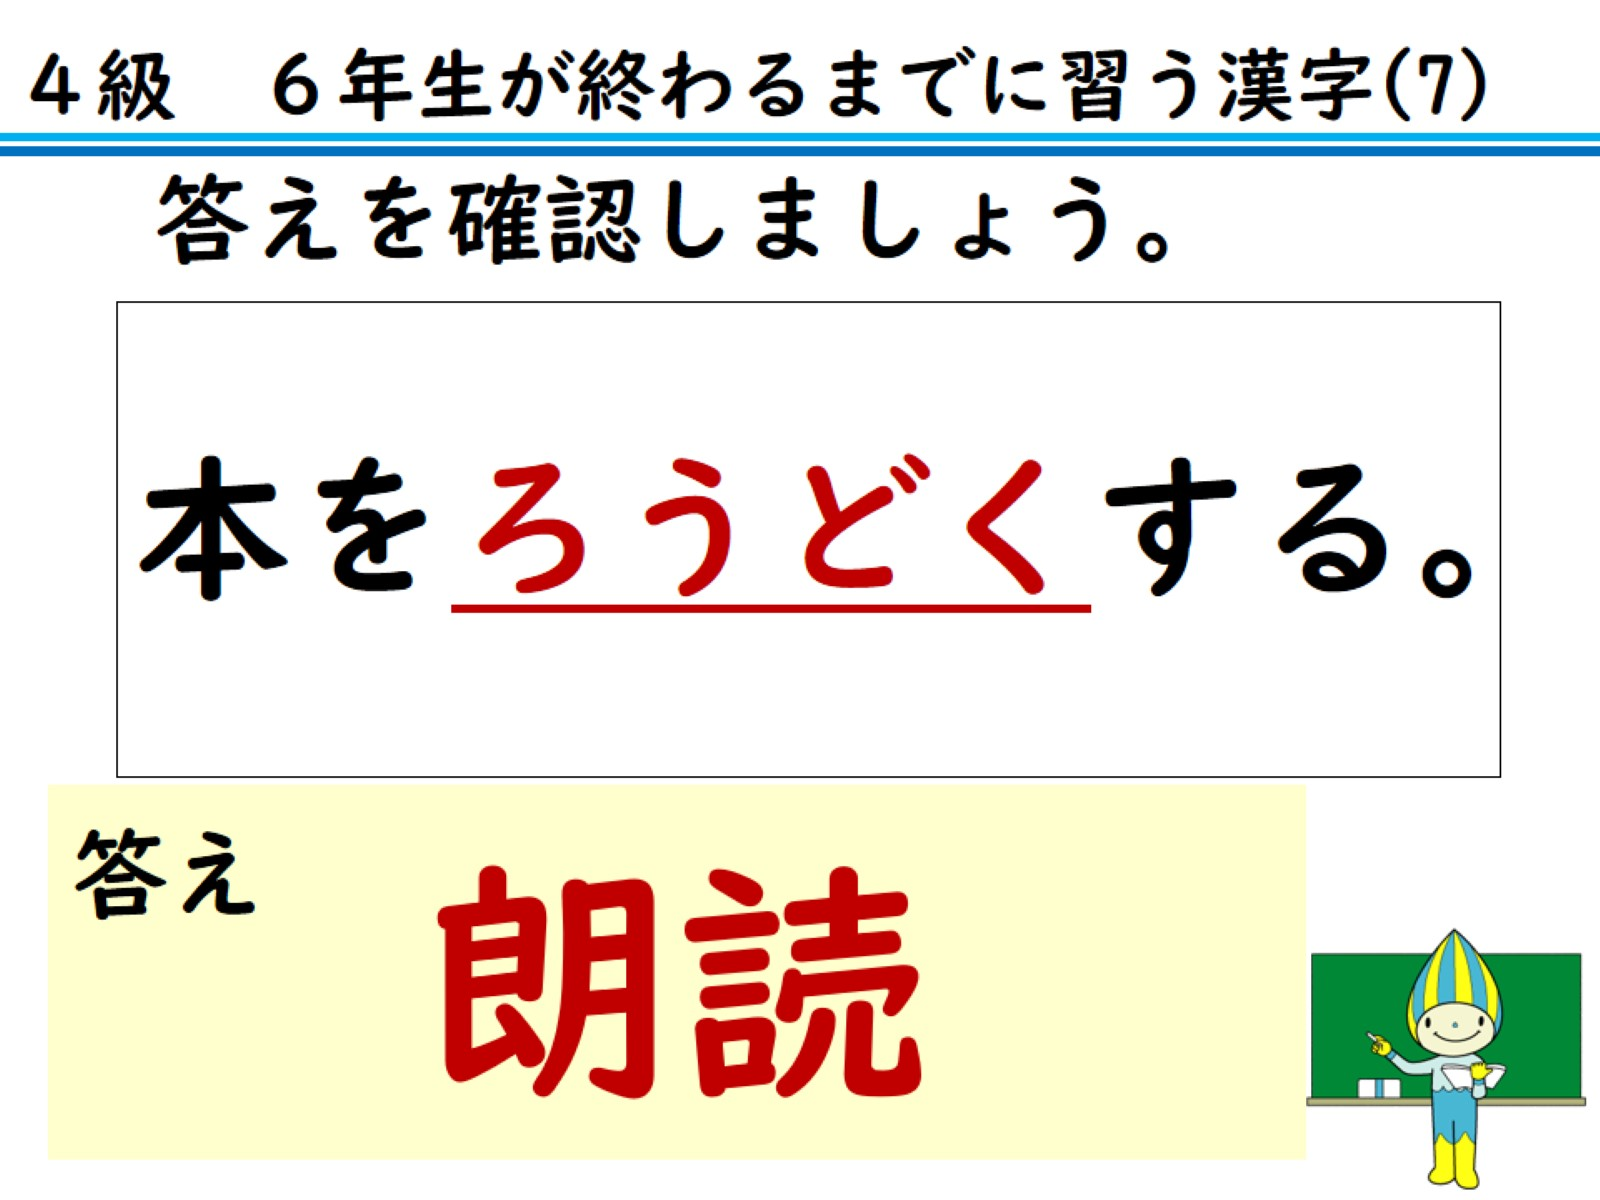 ４級　６年生が終わるまでに習う漢字(7)
答えを確認しましょう。
本をろうどくする。
答え
朗読